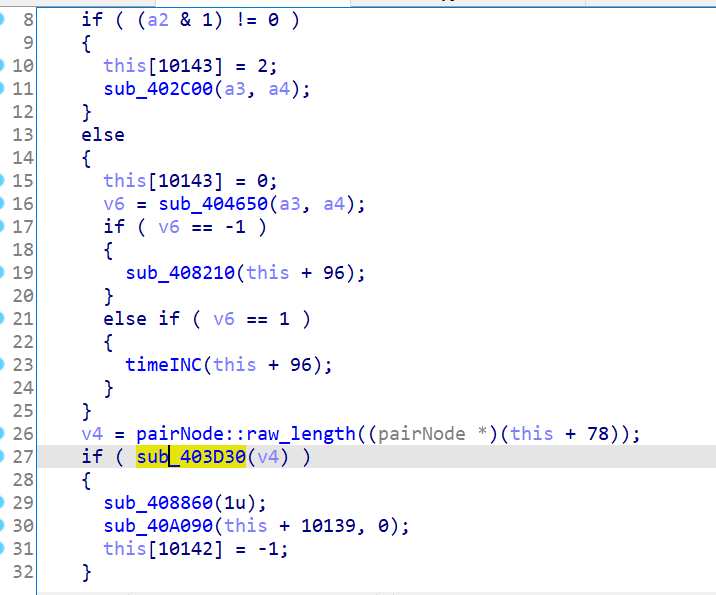 8 if ( (a2 & 1) != 0 )
9 {
10 this[10143] = 2;
11 sub_402C00(a3, a4);
12 }
13 else
14 {
15 this[10143] = 0;
16 v6 = sub_404650(a3, a4);
17 if ( v6 == -1 )
18 {
19 sub_408210(this + 96);
20 }
21 else if ( v6 == 1 )
22 {
23 timeINC(this + 96);
24 }
25 }
26 v4 = pairNode::raw_length((pairNode *)(this + 78));
27 if ( sub_403D30(v4) )
28 {
29 sub_408860(1u);
30 sub_40A090(this + 10139, 0);
31 this[10142] = -1;
32 }